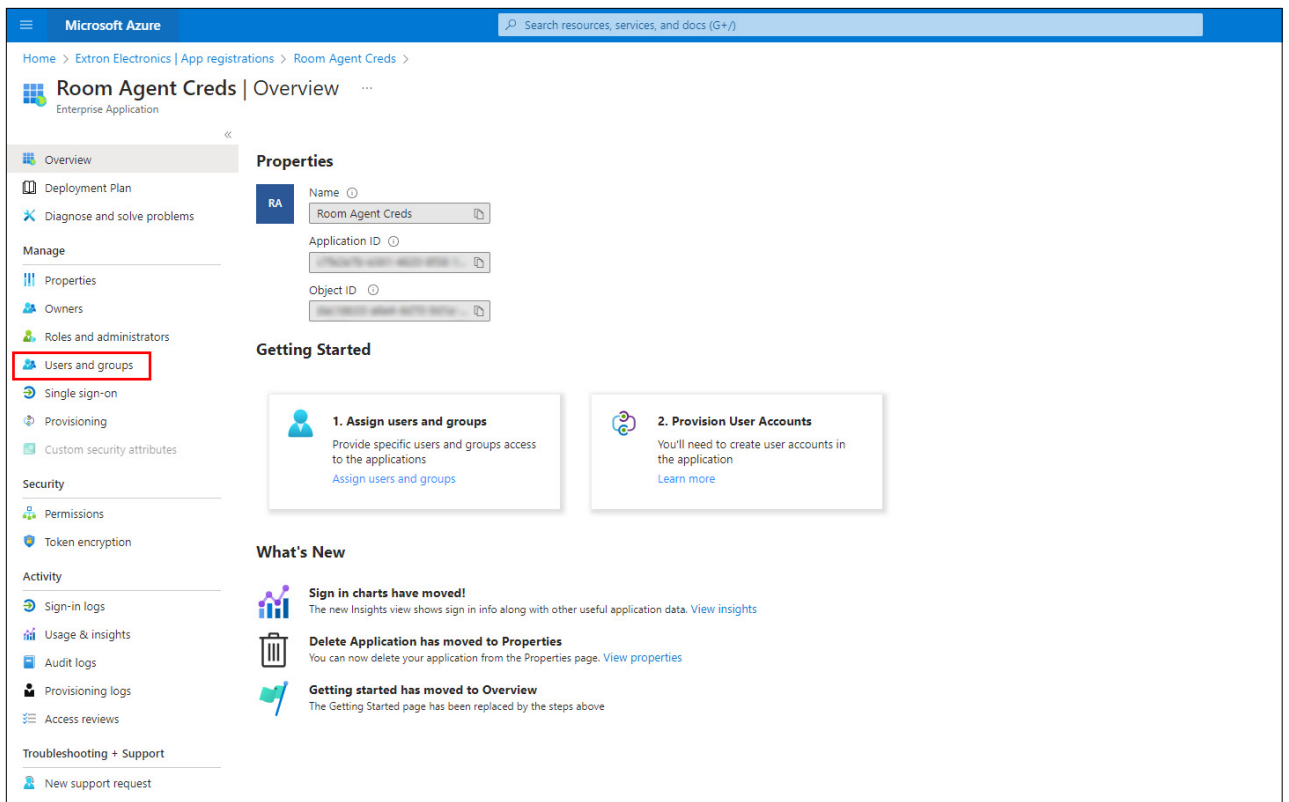 Microsoft Azure
Search resources, services, and docs (G+/)
Home > Extron Electronics | App registrations > Room Agent Creds >
Room Agent Creds | Overview ...
Enterprise Application
«
Overview
Deployment Plan
Diagnose and solve problems
Manage
Properties
Owners
Roles and administrators
Users and groups
Single sign-on
Provisioning
Custom security attributes
Security
Permissions
Token encryption
Activity
Sign-in logs
Usage & insights
Audit logs
Provisioning logs
Access reviews
Troubleshooting + Support
New support request
Properties
RA
Name
Room Agent Creds
Application ID
Object ID
Getting Started
1. Assign users and groups
Provide specific users and groups access
to the applications
Assign users and groups
2. Provision User Accounts
You'll need to create user accounts in
the application
Learn more
What's New
Sign in charts have moved!
The new Insights view shows sign in info along with other useful application data. View insights
Delete Application has moved to Properties
You can now delete your application from the Properties page. View properties
Getting started has moved to Overview
The Getting Started page has been replaced by the steps above